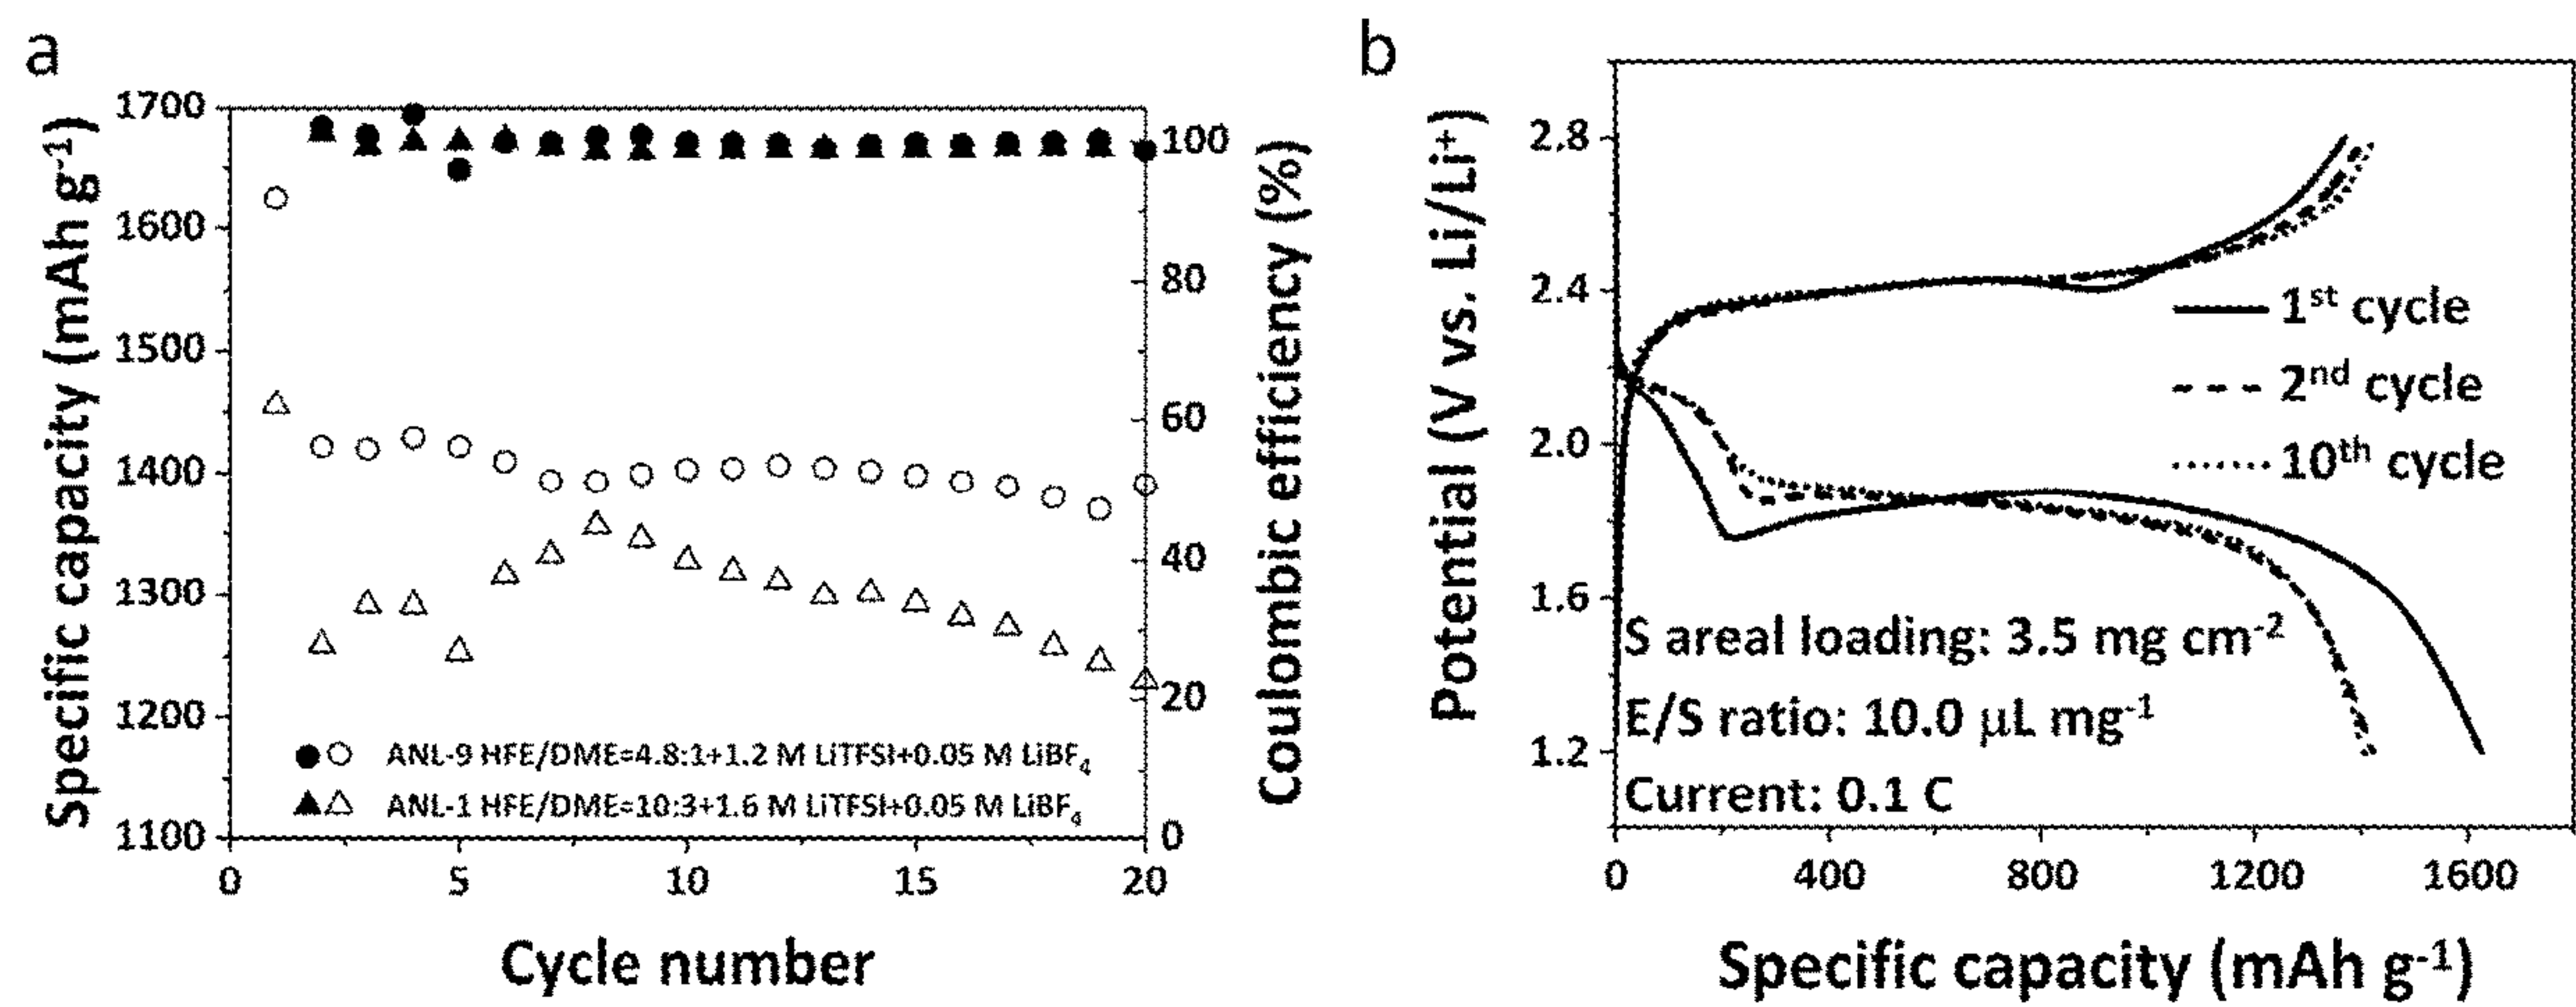 a
Specific capacity (mAh g⁻¹)
1700
1600
1500
1400
1300
1200
1100
100
80
60
40
20
0
Coulombic efficiency (%)
ANL-9 HFE/DME=4.8:1+1.2 M LiTFSI+0.05 M LiBF₄
ANL-1 HFE/DME=10:3+1.6 M LiTFSI+0.05 M LiBF₄
0 5 10 15 20
Cycle number
b
Potential (V vs. Li/Li⁺)
2.8
2.4
2.0
1.6
1.2
1ˢᵗ cycle
2ⁿᵈ cycle
10ᵗʰ cycle
S areal loading: 3.5 mg cm⁻²
E/S ratio: 10.0 μL mg⁻¹
Current: 0.1 C
0 400 800 1200 1600
Specific capacity (mAh g⁻¹)